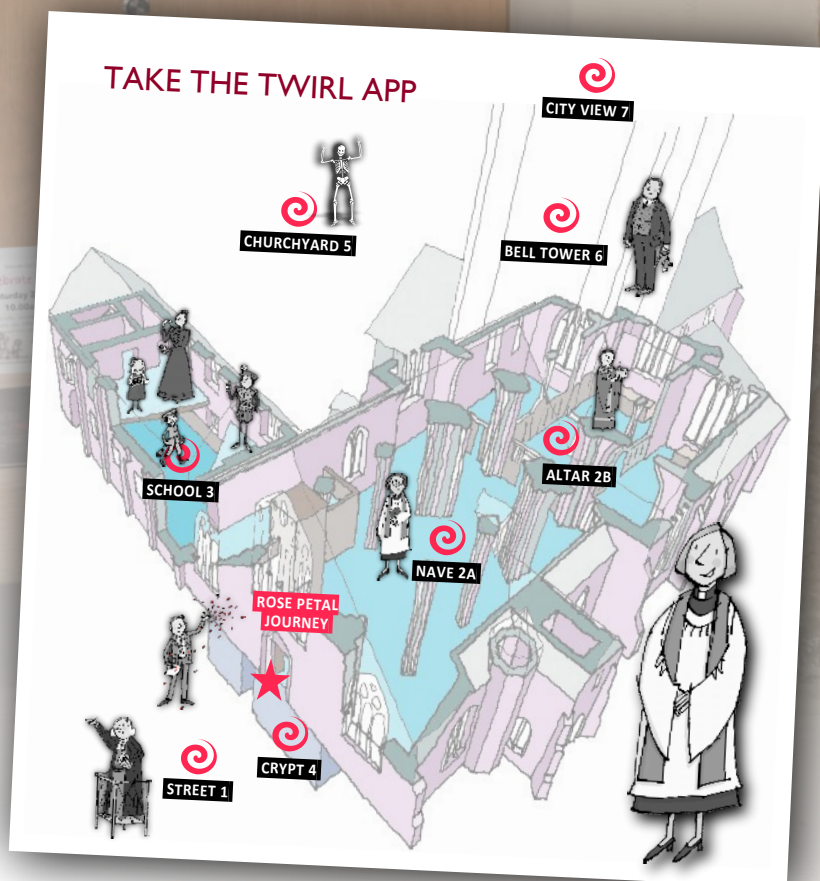 TAKE THE TWIRL APP
CITY VIEW 7
CHURCHYARD 5
BELL TOWER 6
SCHOOL 3
ALTAR 2B
NAVE 2A
ROSE PETAL
JOURNEY
CRYPT 4
STREET 1